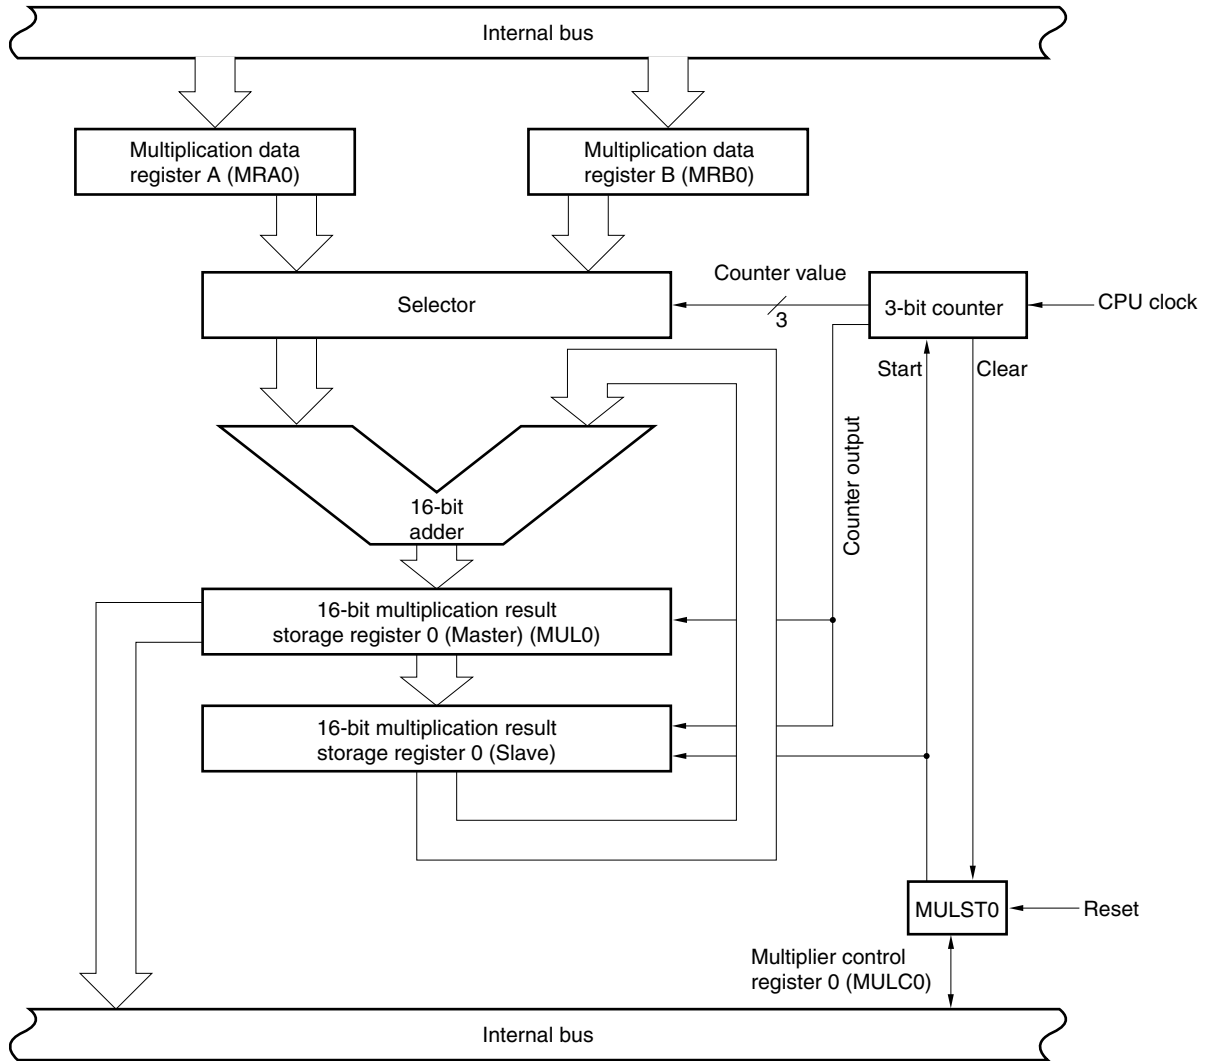 Internal bus
Multiplication data
register A (MRA0)
Multiplication data
register B (MRB0)
Selector
Counter value
3
3-bit counter
CPU clock
Start
Clear
Counter output
16-bit
adder
16-bit multiplication result
storage register 0 (Master) (MUL0)
16-bit multiplication result
storage register 0 (Slave)
MULST0
Reset
Multiplier control
register 0 (MULC0)
Internal bus